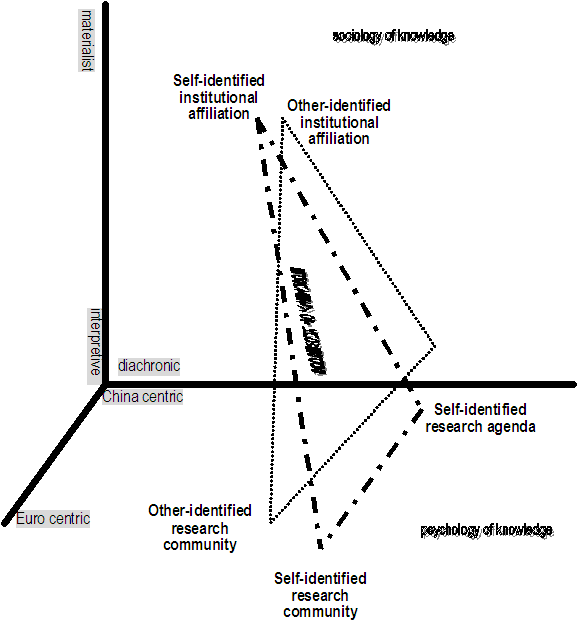 materialist
sociology of knowledge
Self-identified
institutional
affiliation
Other-identified
institutional
affiliation
interpretive
diachronic
China centric
Self-identified
research agenda
Euro centric
Other-identified
research
community
psychology of knowledge
Self-identified
research
community